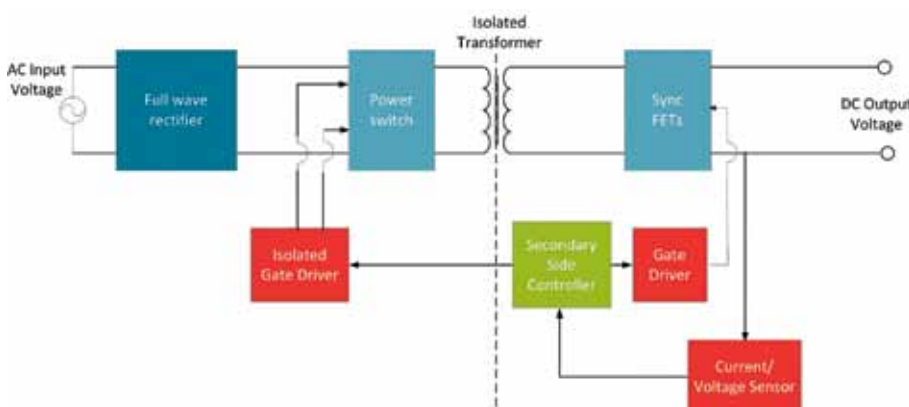 Isolated
Transformer
AC Input
Voltage
Full wave
rectifier
Power
switch
Sync
FETs
DC Output
Voltage
Isolated
Gate Driver
Secondary
Side
Controller
Gate
Driver
Current/
Voltage Sensor